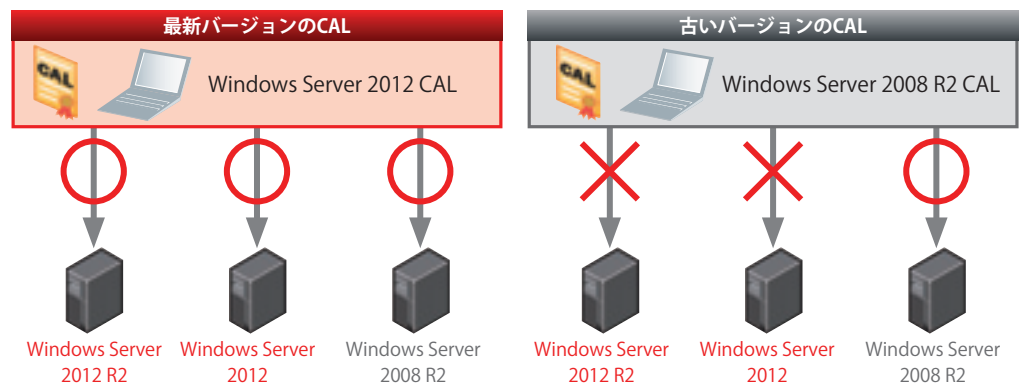 最新バージョンのCAL
CAL
Windows Server 2012 CAL
Windows Server
2012 R2
Windows Server
2012
Windows Server
2008 R2
古いバージョンのCAL
CAL
Windows Server 2008 R2 CAL
Windows Server
2012 R2
Windows Server
2012
Windows Server
2008 R2